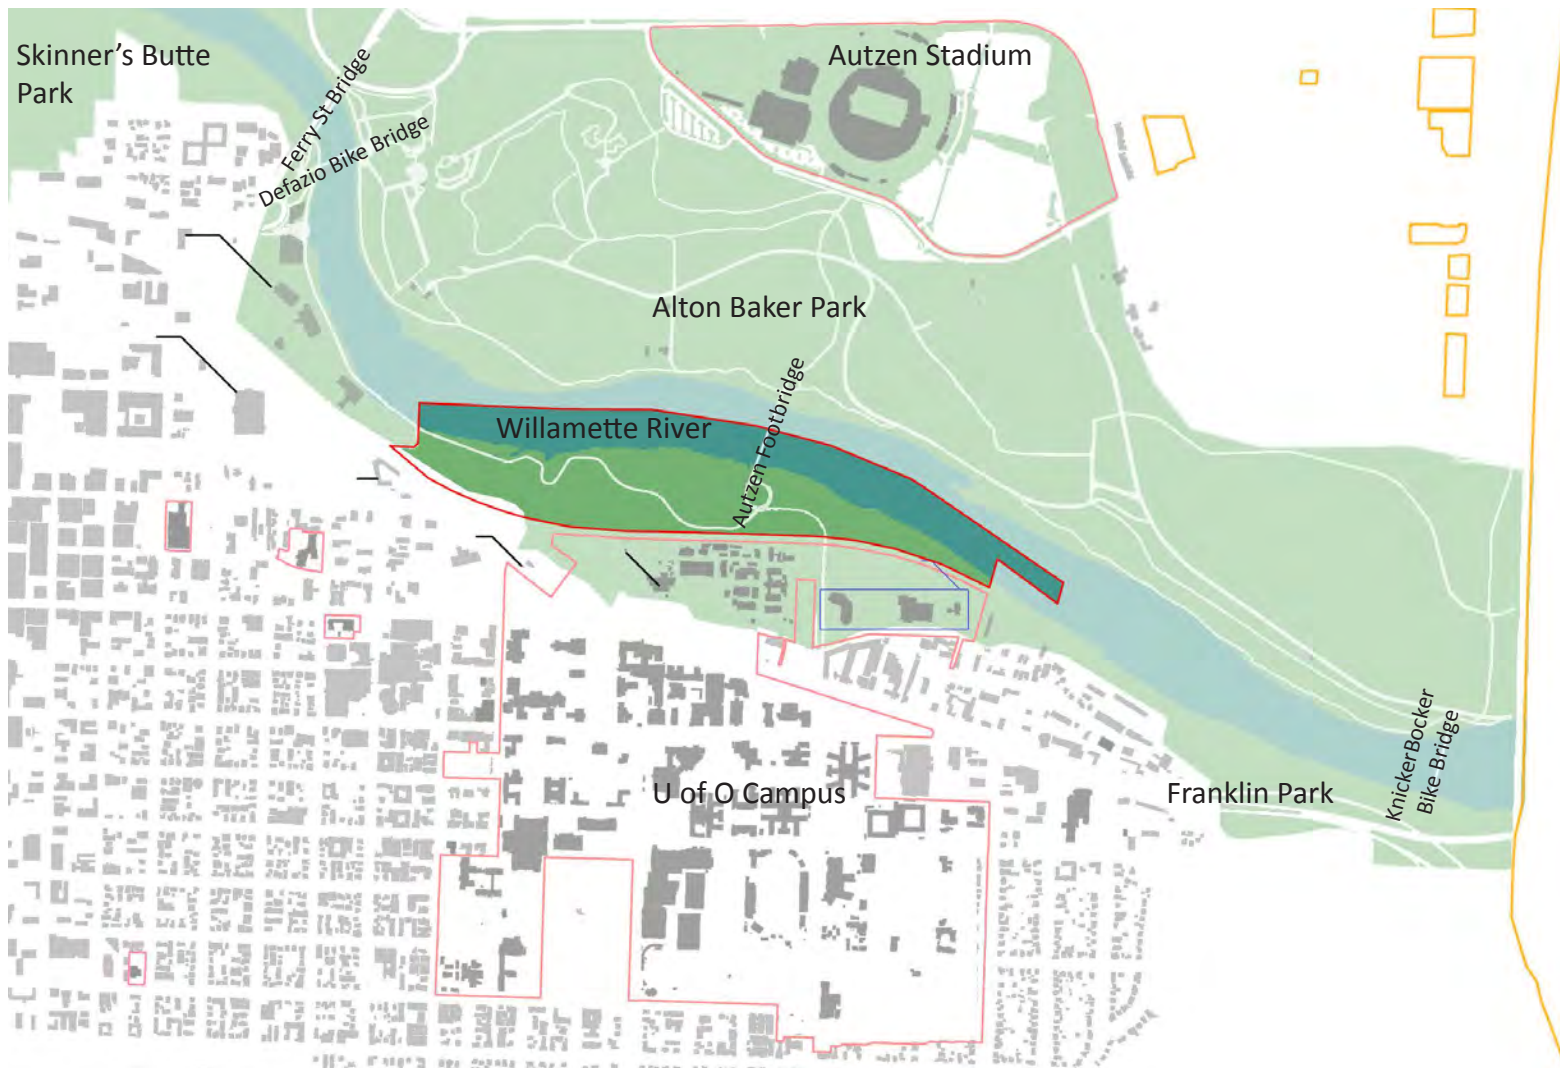 Skinner's Butte
Park
Ferry St Bridge
Defazio Bike Bridge
Autzen Stadium
Alton Baker Park
Willamette River
Autzen Footbridge
U of O Campus
Franklin Park
KnickerBocker
Bike Bridge